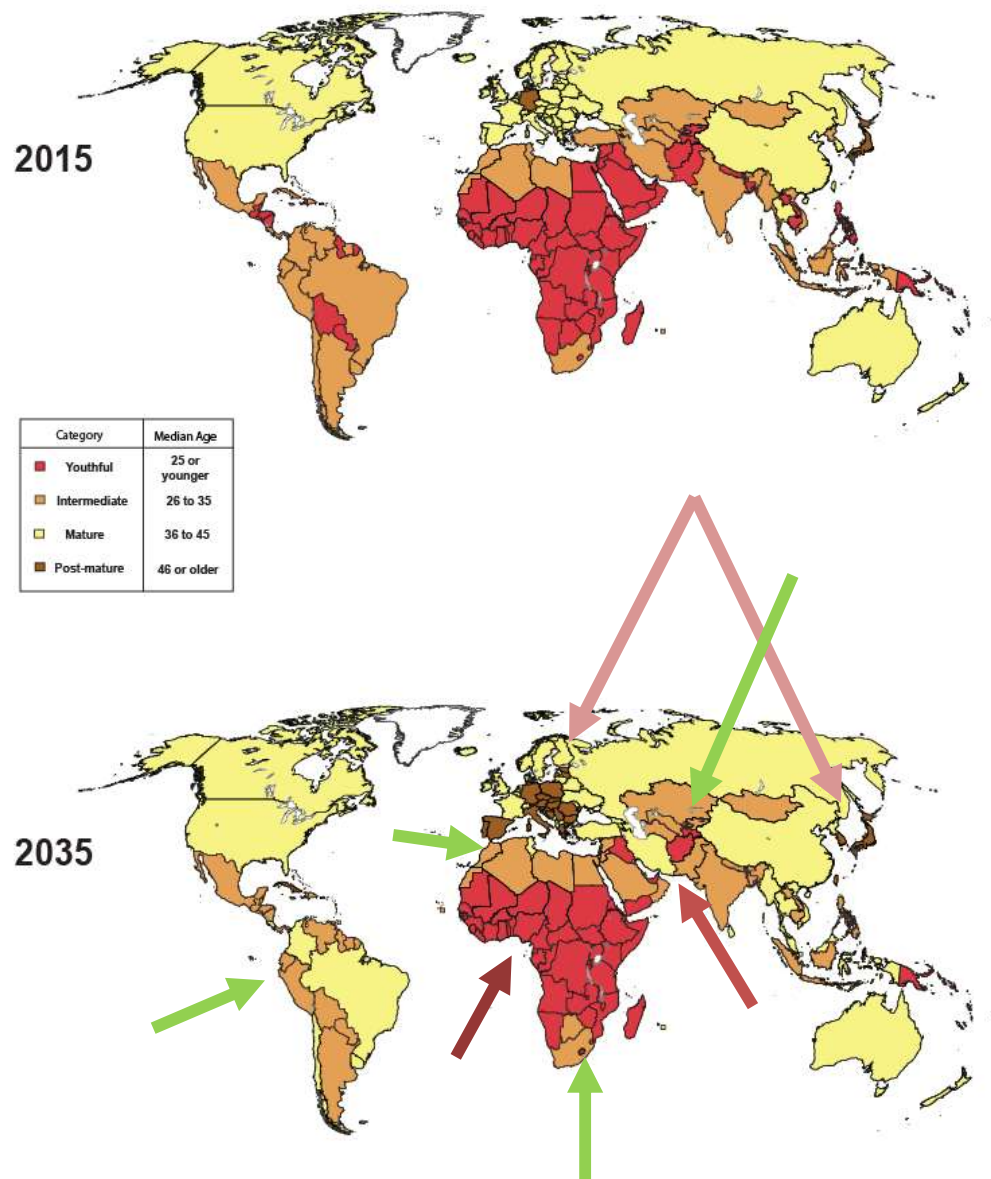 2015
Category Median Age
Youthful 25 or younger
Intermediate 26 to 35
Mature 36 to 45
Post-mature 46 or older
2035